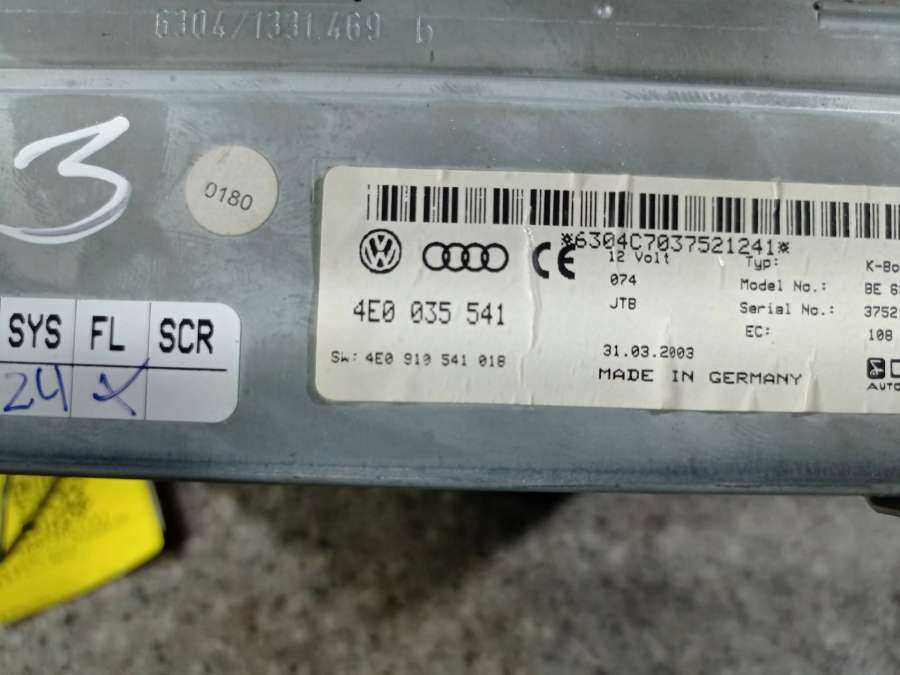 6304/1331.469 b
3
0180
*6304C7037521241*
12 Volt
074
JTB
Typ: K-Bo
Model No.: BE 6
Serial No.: 3752
EC: 108
4E0 035 541
Sw: 4E0 910 541 018
31.03.2003
MADE IN GERMANY
AUTO
SYS FL SCR
24 X